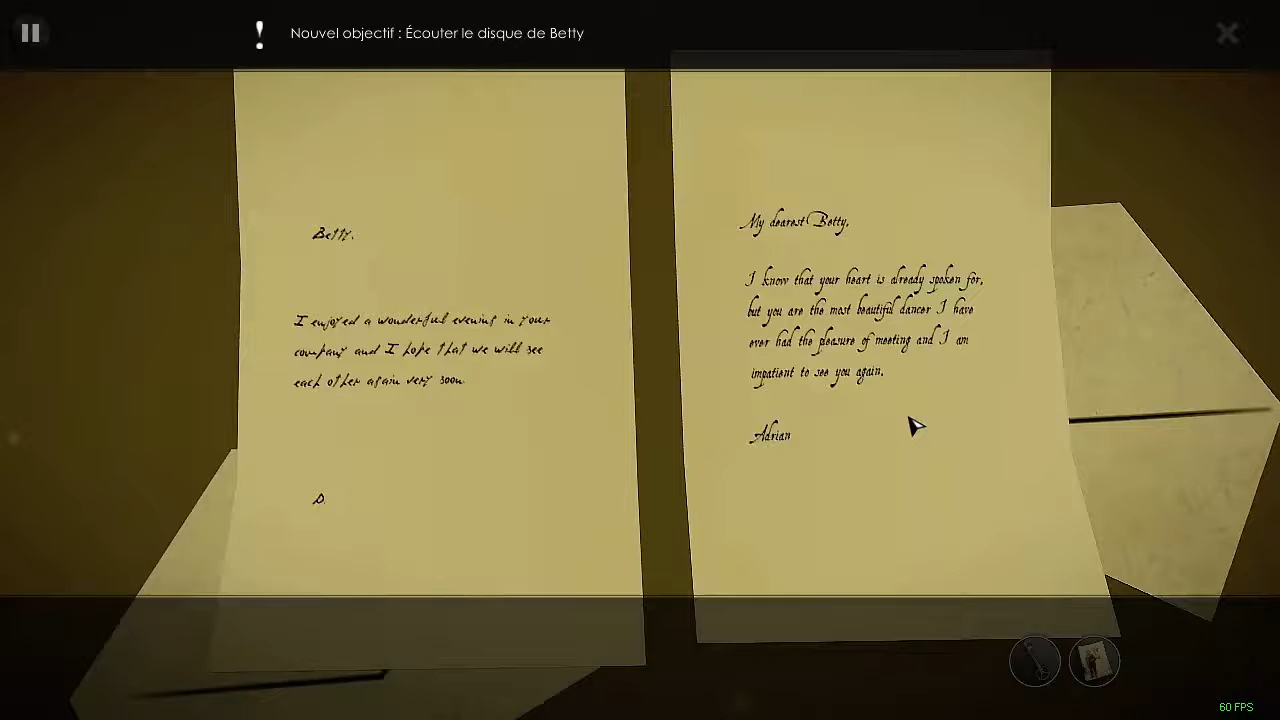 Nouvel objectif : Écouter le disque de Betty
Betty.
I enjoyed a wonderful evening in your
company and I hope that we will see
each other again very soon.
D.
My dearest Betty,
I know that your heart is already spoken for,
but you are the most beautiful dancer I have
ever had the pleasure of meeting and I am
impatient to see you again.
Adrian
60 FPS